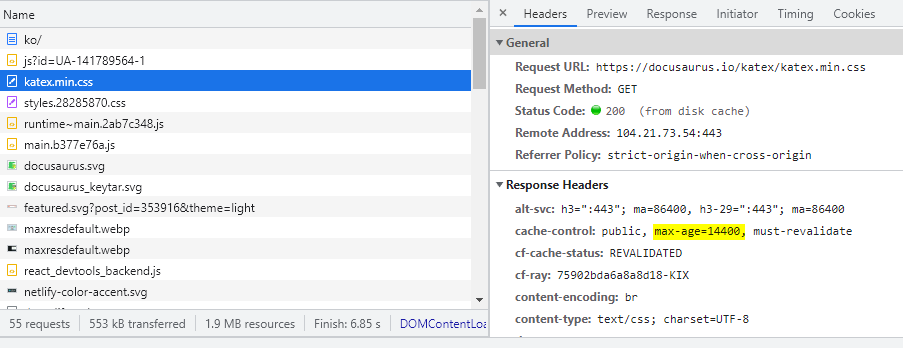 Name
ko/
js?id=UA-141789564-1
katex.min.css
styles.28285870.css
runtime~main.2ab7c348.js
main.b377e76a.js
docusaurus.svg
docusaurus_keytar.svg
featured.svg?post_id=353916&theme=light
maxresdefault.webp
maxresdefault.webp
react_devtools_backend.js
netlify-color-accent.svg
55 requests 553 kB transferred 1.9 MB resources Finish: 6.85 s DOMContentLoa
× Headers Preview Response Initiator Timing Cookies
▼ General
Request URL: https://docusaurus.io/katex/katex.min.css
Request Method: GET
Status Code: 200 (from disk cache)
Remote Address: 104.21.73.54:443
Referrer Policy: strict-origin-when-cross-origin
▼ Response Headers
alt-svc: h3=":443"; ma=86400, h3-29=":443"; ma=86400
cache-control: public, max-age=14400, must-revalidate
cf-cache-status: REVALIDATED
cf-ray: 75902bda6a8a8d18-KIX
content-encoding: br
content-type: text/css; charset=UTF-8